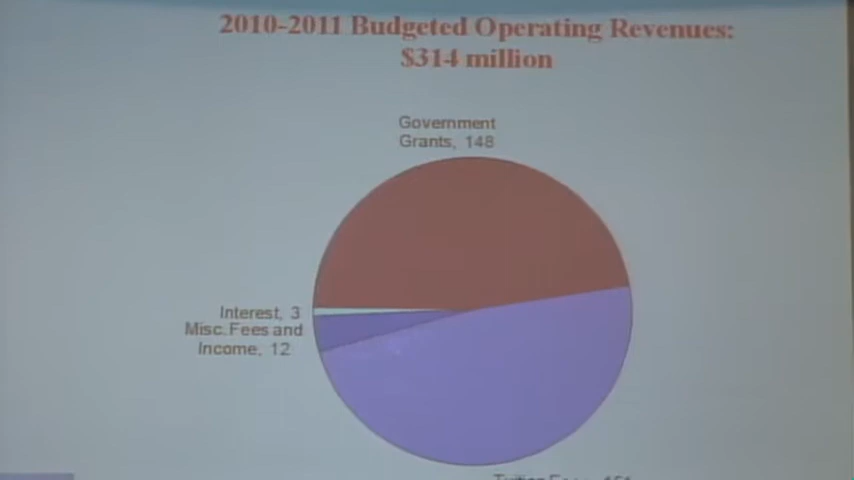 2010-2011 Budgeted Operating Revenues:
$314 million
Government
Grants, 148
Interest, 3
Misc. Fees and
Income, 12